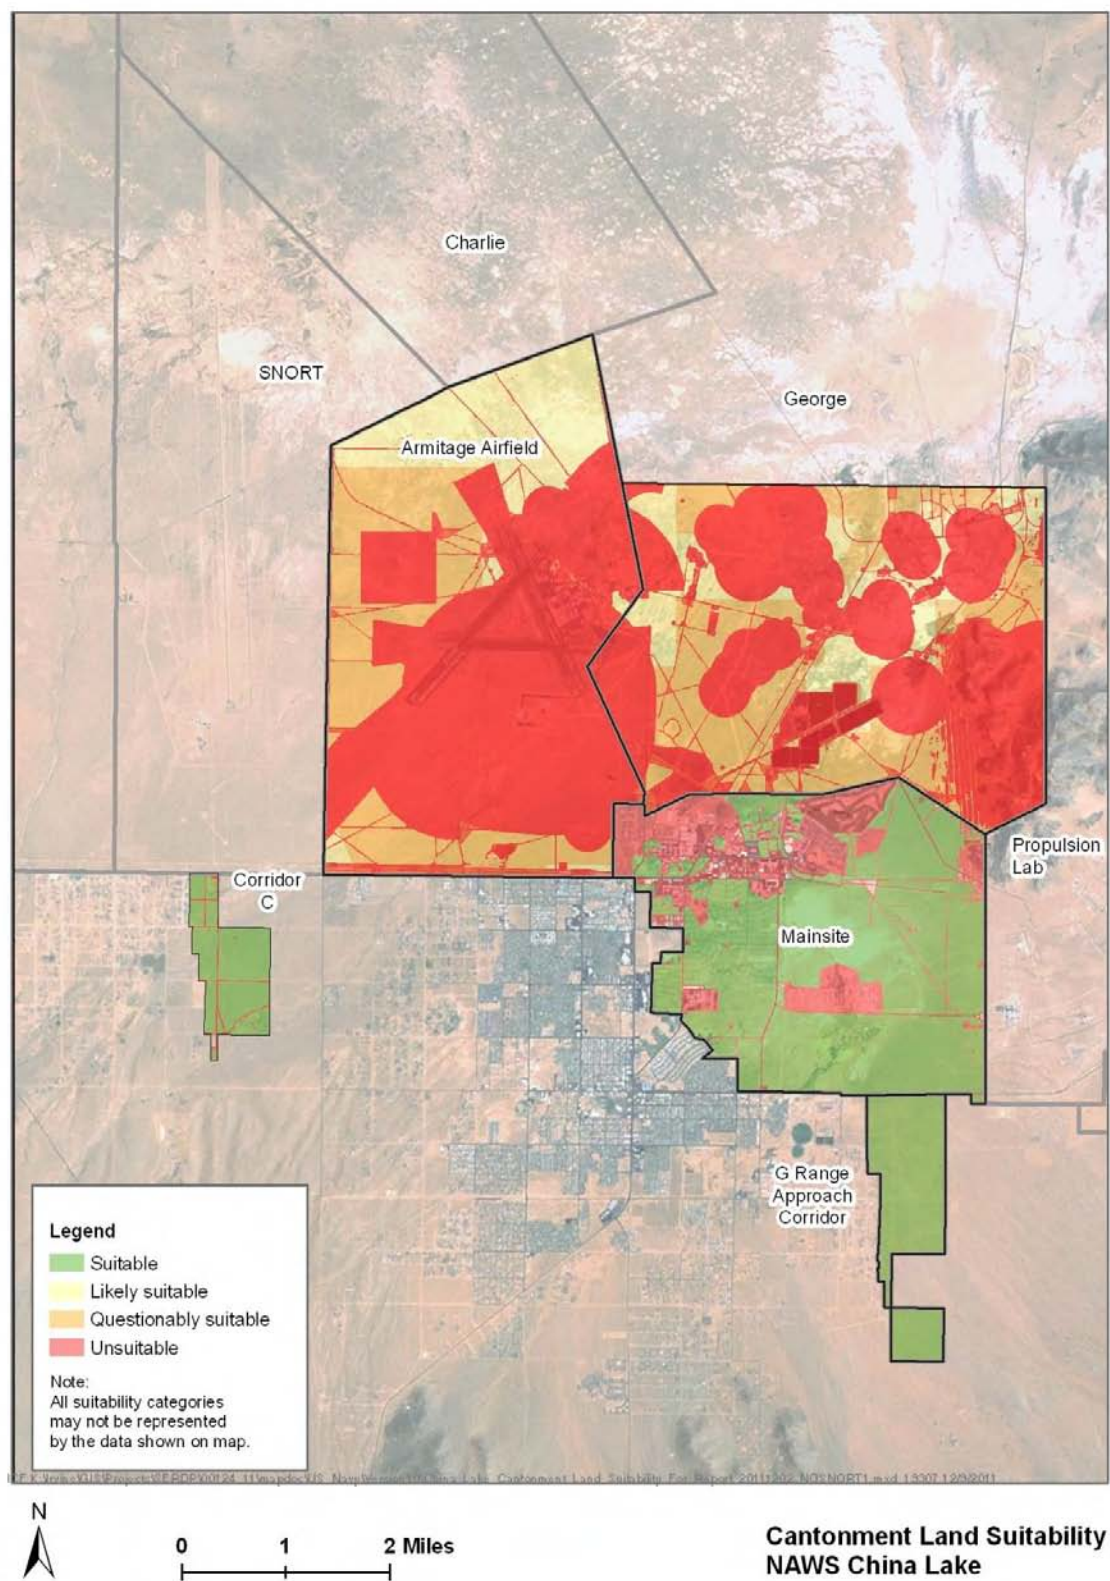 Charlie
SNORT
George
Armitage Airfield
Propulsion
Lab
Corridor
C
Mainsite
G Range
Approach
Corridor
Legend
Suitable
Likely suitable
Questionably suitable
Unsuitable
Note:
All suitability categories
may not be represented
by the data shown on map.
N
0 1 2 Miles
Cantonment Land Suitability
NAWS China Lake